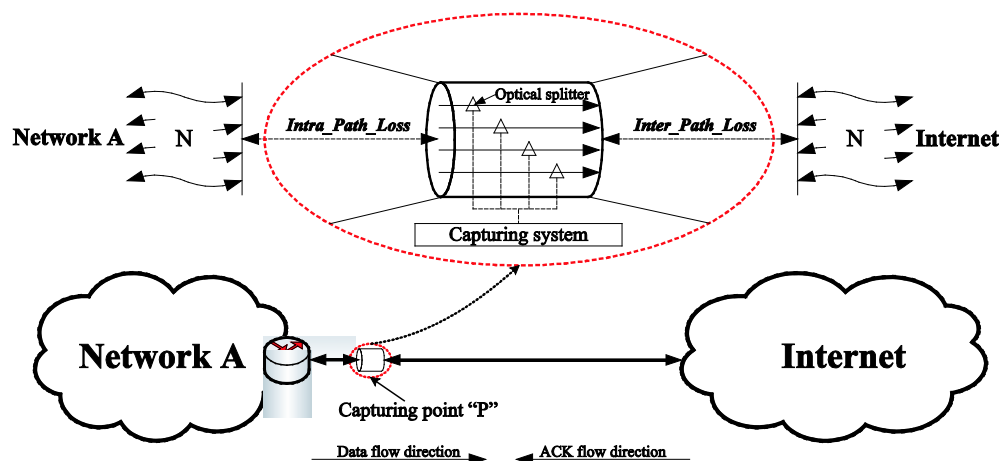 Optical splitter
Network A
N
Intra_Path_Loss
Inter_Path_Loss
N
Internet
Capturing system
Network A
Internet
Capturing point “P”
Data flow direction
ACK flow direction